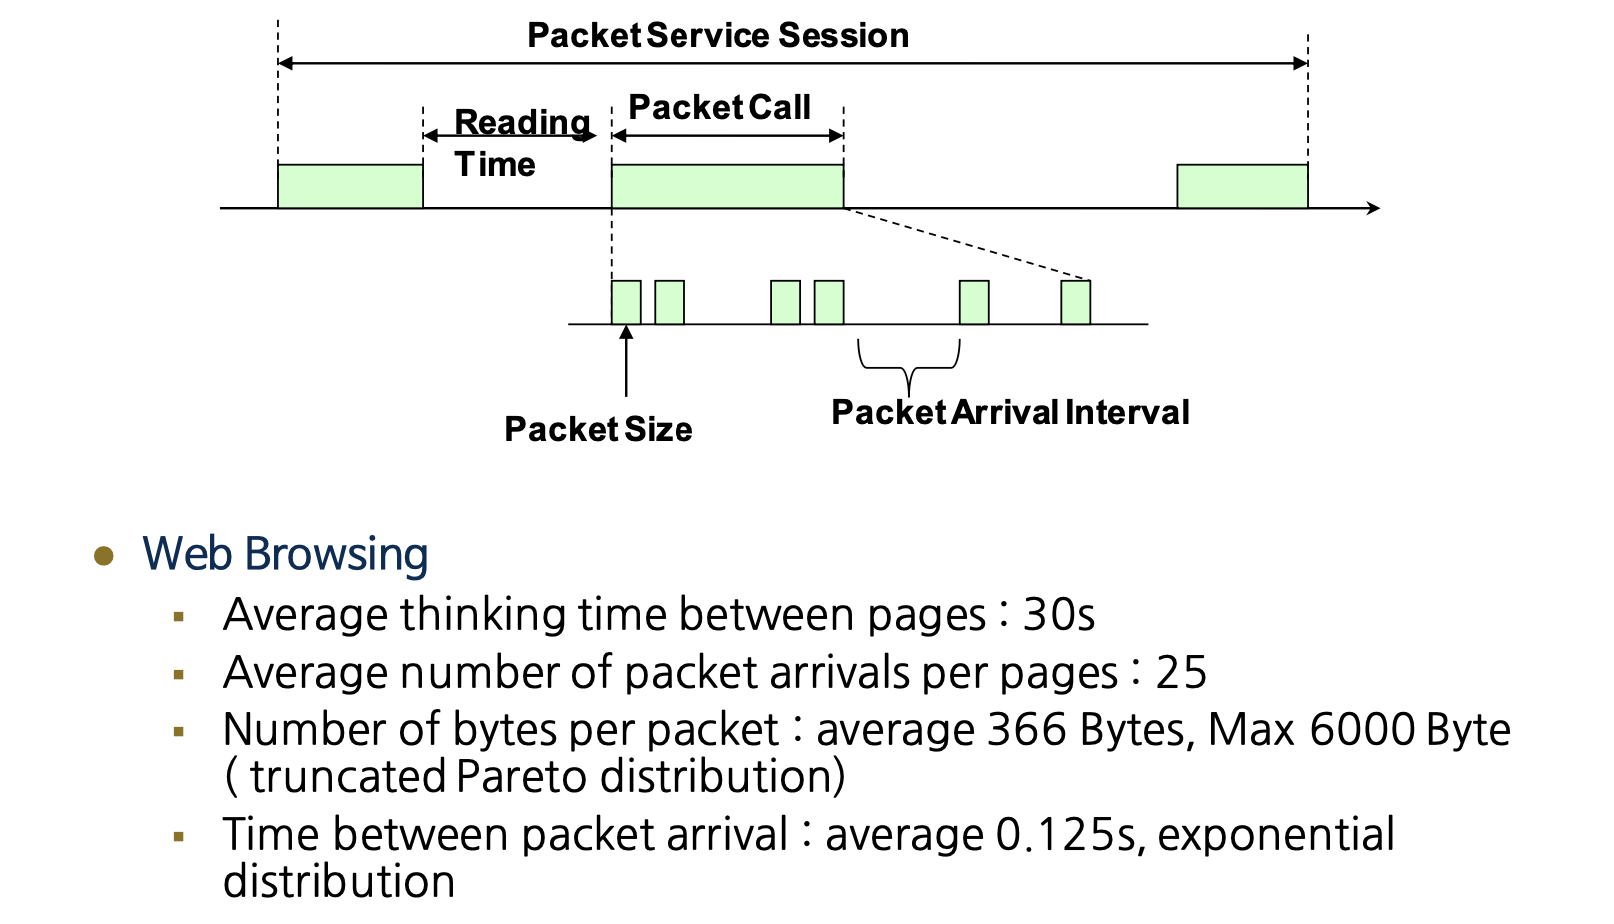 Packet Service Session
Packet Call
Reading
Time
Packet Arrival Interval
Packet Size
● Web Browsing
▪ Average thinking time between pages : 30s
▪ Average number of packet arrivals per pages : 25
▪ Number of bytes per packet : average 366 Bytes, Max 6000 Byte
( truncated Pareto distribution)
▪ Time between packet arrival : average 0.125s, exponential
distribution